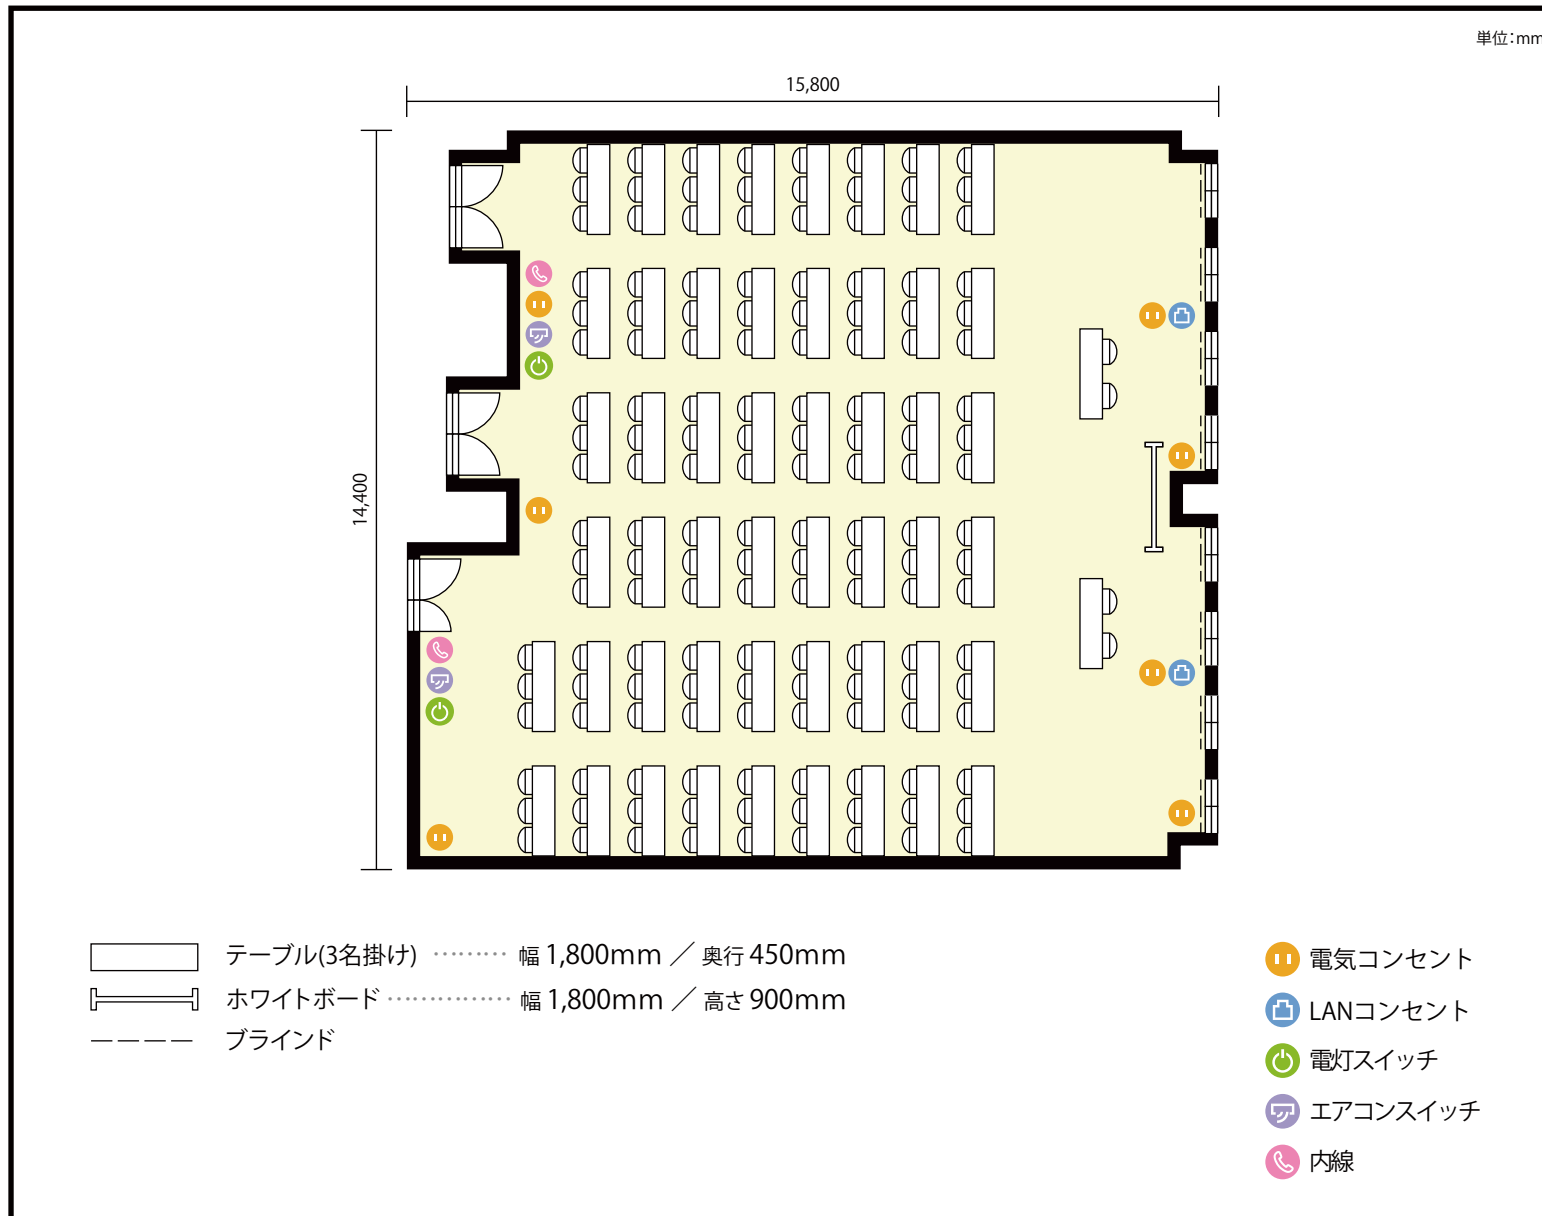 単位：mm
15,800
14,400
テーブル(3名掛け) ……… 幅 1,800mm ／ 奥行 450mm
ホワイトボード …………… 幅 1,800mm ／ 高さ 900mm
ブラインド
電気コンセント
LANコンセント
電灯スイッチ
エアコンスイッチ
内線